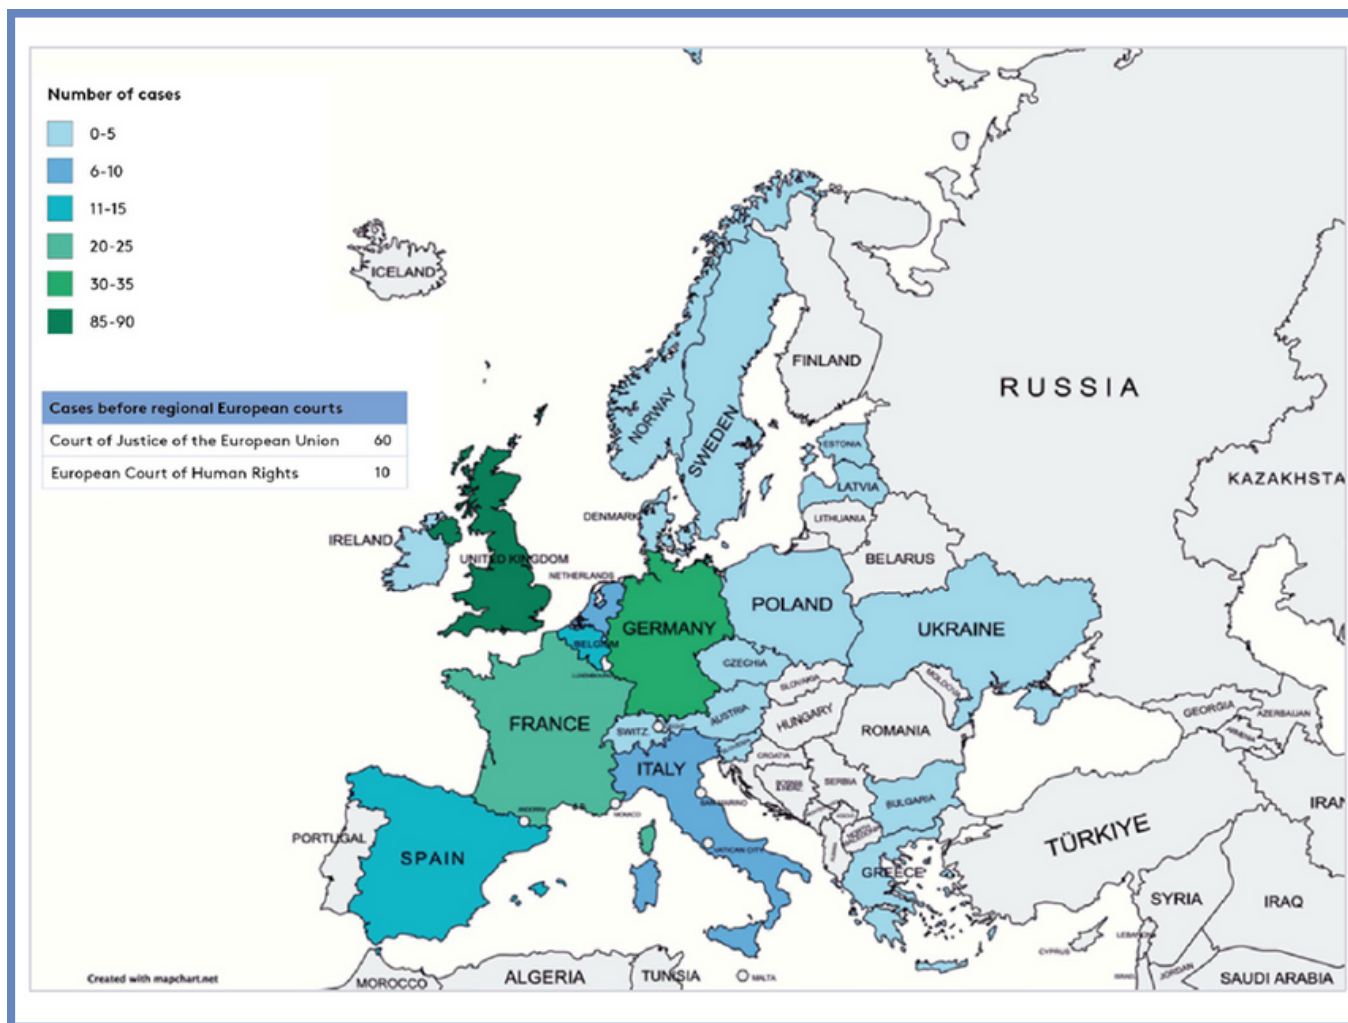 Number of cases
0-5
6-10
11-15
20-25
30-35
85-90
Cases before regional European courts
Court of Justice of the European Union 60
European Court of Human Rights 10
ICELAND
NORWAY
SWEDEN
FINLAND
RUSSIA
ESTONIA
LATVIA
LITHUANIA
KAZAKHSTA
DENMARK
IRELAND
UNITED KINGDOM
NETHERLANDS
BELARUS
POLAND
GERMANY
UKRAINE
BELGIUM
LUXEMBOURG
CZECHIA
SLOVAKIA
MOLDOVA
FRANCE
SWITZ.
AUSTRIA
HUNGARY
ROMANIA
GEORGIA
AZERBAIJAN
ARMENIA
SLOVENIA
CROATIA
ITALY
SERBIA
BULGARIA
SAN MARINO
MONACO
ANDORRA
IRAN
PORTUGAL
SPAIN
VATICAN CITY
GREECE
TÜRKIYE
SYRIA
IRAQ
LEBANON
CYPRUS
ISRAEL
JORDAN
SAUDI ARABIA
MOROCCO
ALGERIA
TUNISIA
MALTA
Created with mapchart.net